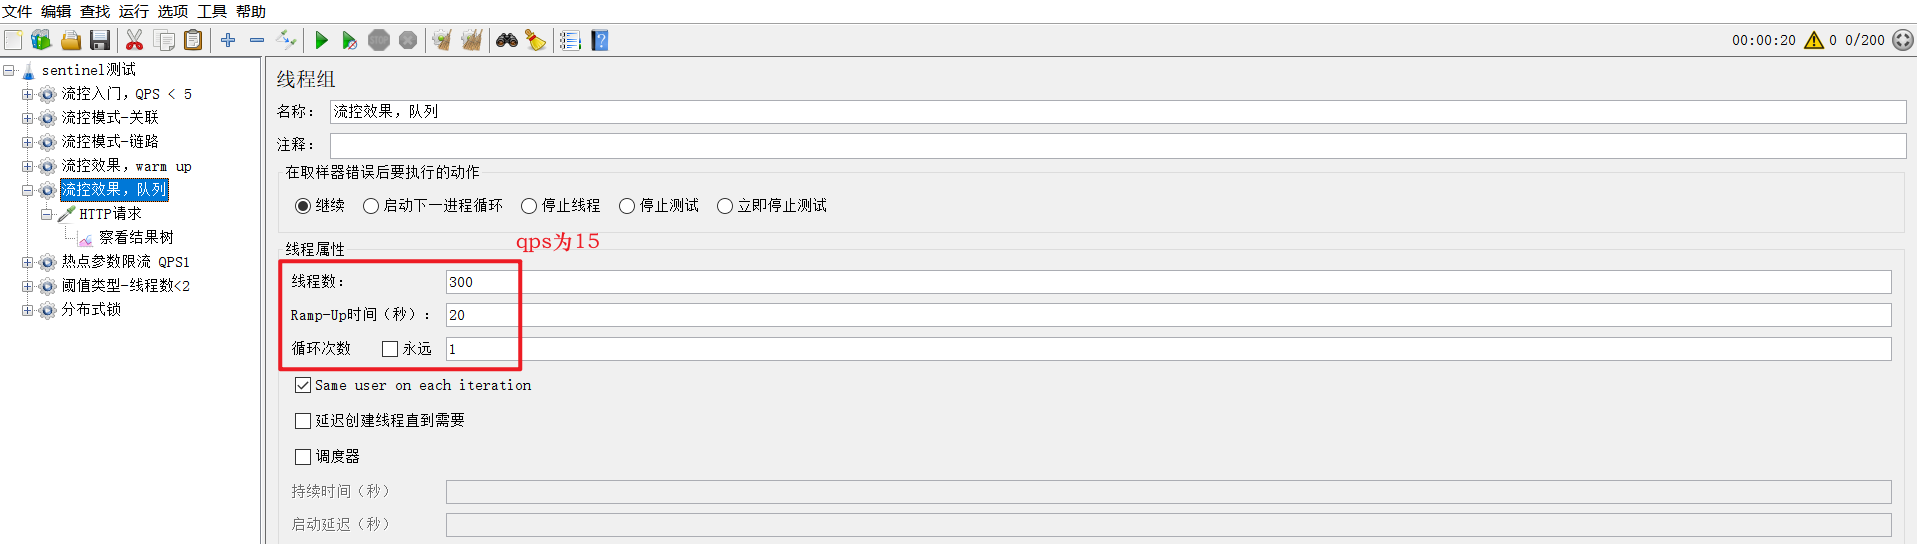 文件 编辑 查找 运行 选项 工具 帮助
STOP
00:00:20 0 0/200
sentinel测试
流控入门，QPS < 5
流控模式-关联
流控模式-链路
流控效果，warm up
流控效果，队列
HTTP请求
察看结果树
热点参数限流 QPS1
阈值类型-线程数<2
分布式锁
线程组
名称： 流控效果，队列
注释：
在取样器错误后要执行的动作
继续 启动下一进程循环 停止线程 停止测试 立即停止测试
qps为15
线程属性
线程数： 300
Ramp-Up时间（秒）： 20
循环次数 永远 1
Same user on each iteration
延迟创建线程直到需要
调度器
持续时间（秒）
启动延迟（秒）